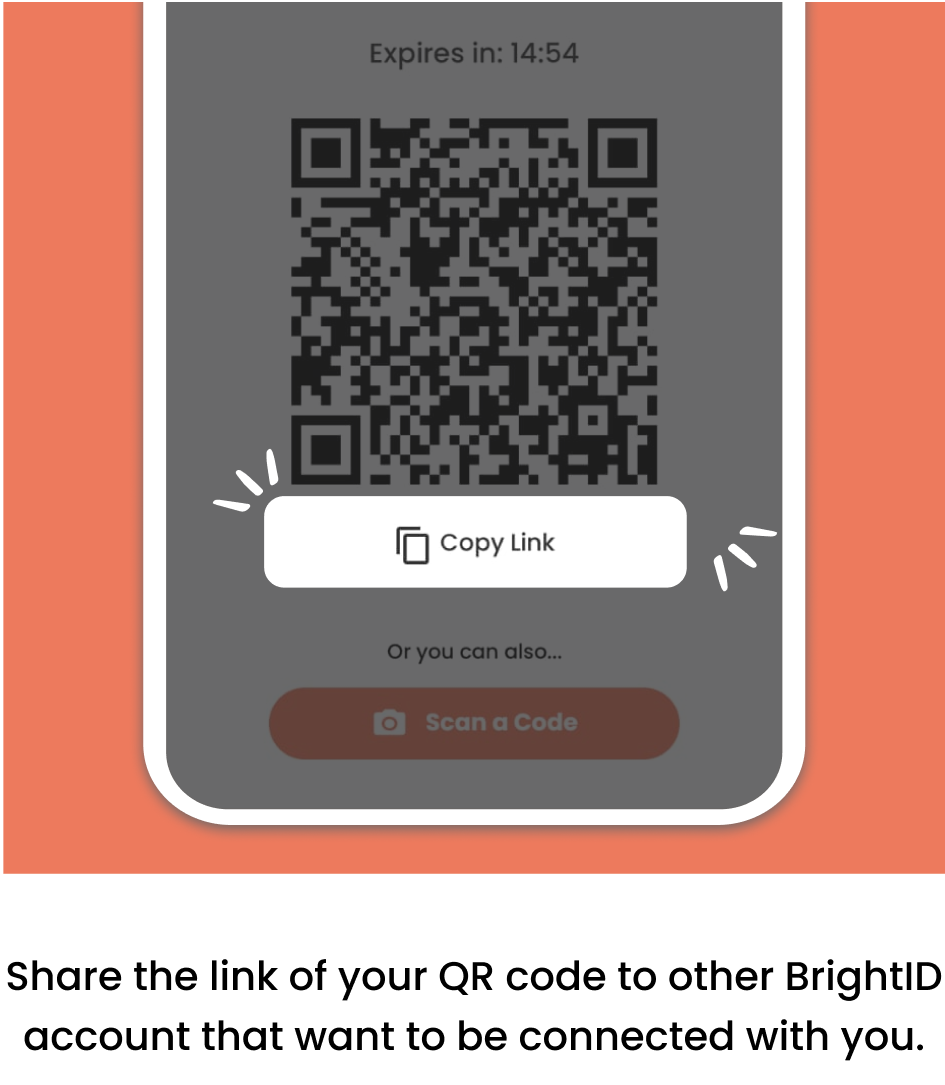 Expires in: 14:54
Copy Link
Or you can also...
Scan a Code
Share the link of your QR code to other BrightID
account that want to be connected with you.